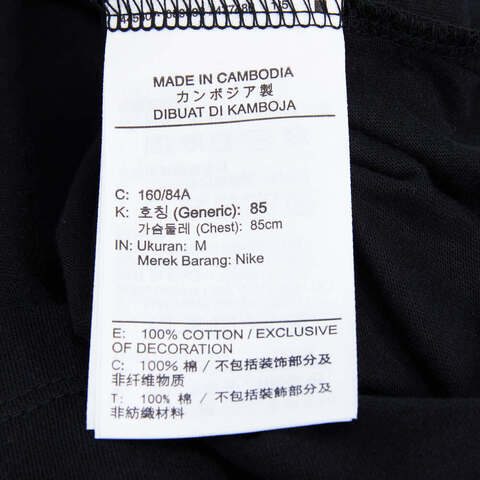 MADE IN CAMBODIA
カンボジア製
DIBUAT DI KAMBOJA
C: 160/84A
K: 호칭 (Generic): 85
가슴둘레 (Chest): 85cm
IN: Ukuran: M
Merek Barang: Nike
E: 100% COTTON / EXCLUSIVE
OF DECORATION
C: 100% 棉 / 不包括装饰部分及
非纤维物质
T: 100% 棉 / 不包括裝飾部分及
非紡織材料